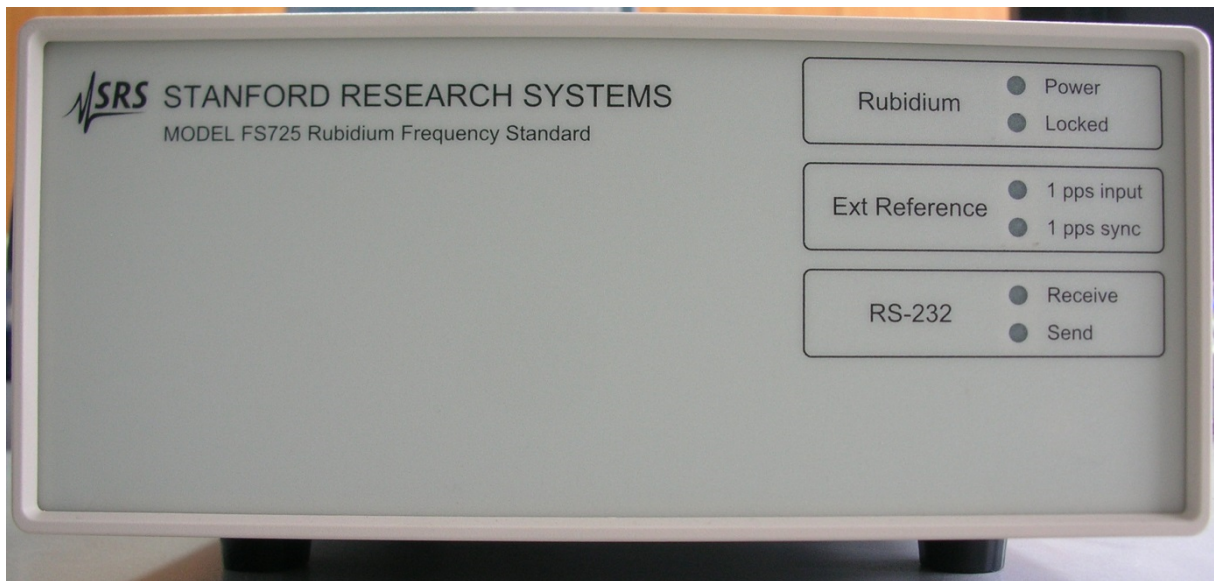 SRS STANFORD RESEARCH SYSTEMS
MODEL FS725 Rubidium Frequency Standard
Rubidium
Power
Locked
Ext Reference
1 pps input
1 pps sync
RS-232
Receive
Send